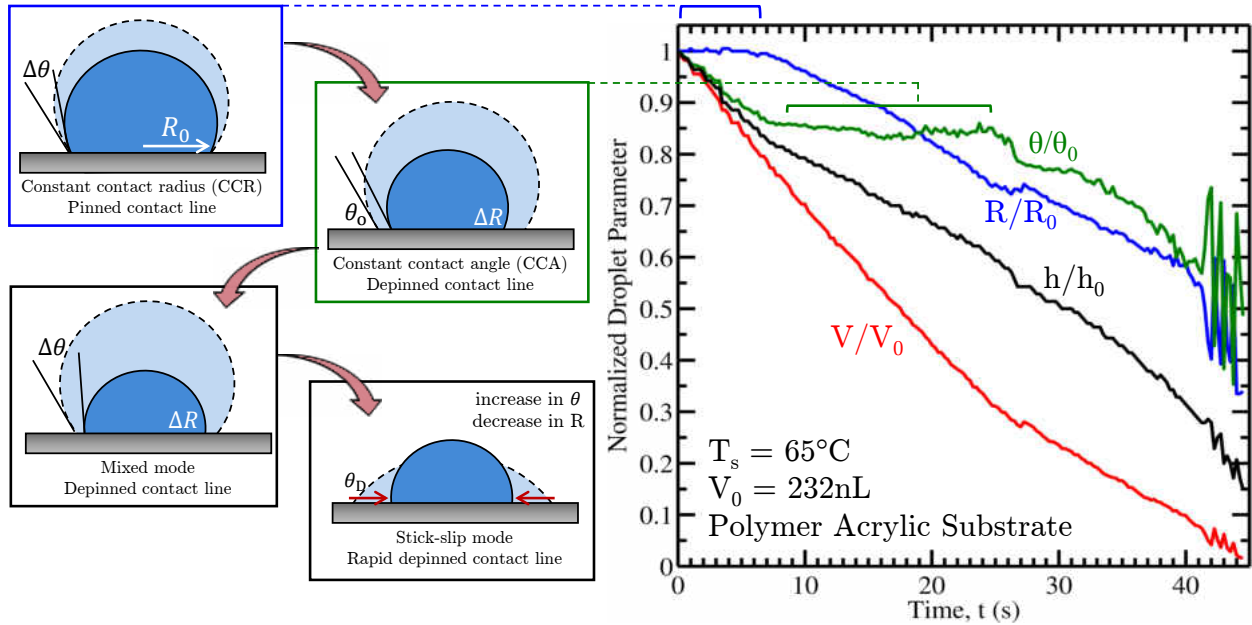 Δθ
R₀
Constant contact radius (CCR)
Pinned contact line
θₒ
ΔR
Constant contact angle (CCA)
Depinned contact line
Δθ
ΔR
Mixed mode
Depinned contact line
increase in θ
decrease in R
θ_D
Stick-slip mode
Rapid depinned contact line
Normalized Droplet Parameter
1
0.9
0.8
0.7
0.6
0.5
0.4
0.3
0.2
0.1
0
θ/θ₀
R/R₀
h/h₀
V/V₀
T_s = 65°C
V₀ = 232nL
Polymer Acrylic Substrate
0 10 20 30 40
Time, t (s)